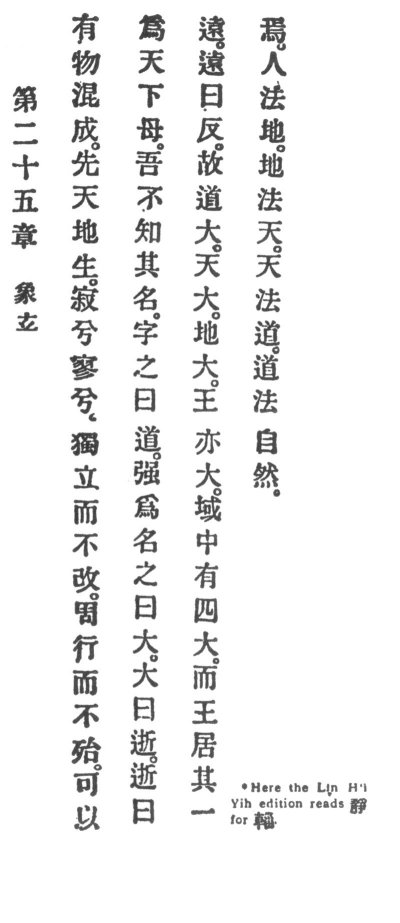 第二十五章 象玄
有物混成。先天地生。寂兮寥兮、獨立而不改。周行而不殆。可以
爲天下母。吾不知其名。字之曰道。强爲名之曰大。大曰逝。逝曰
遠。遠曰反。故道大。天大。地大。王亦大。域中有四大。而王居其一
焉。人法地。地法天。天法道。道法自然。
*Here the Lin H'i
Yih edition reads 靜
for 輜.